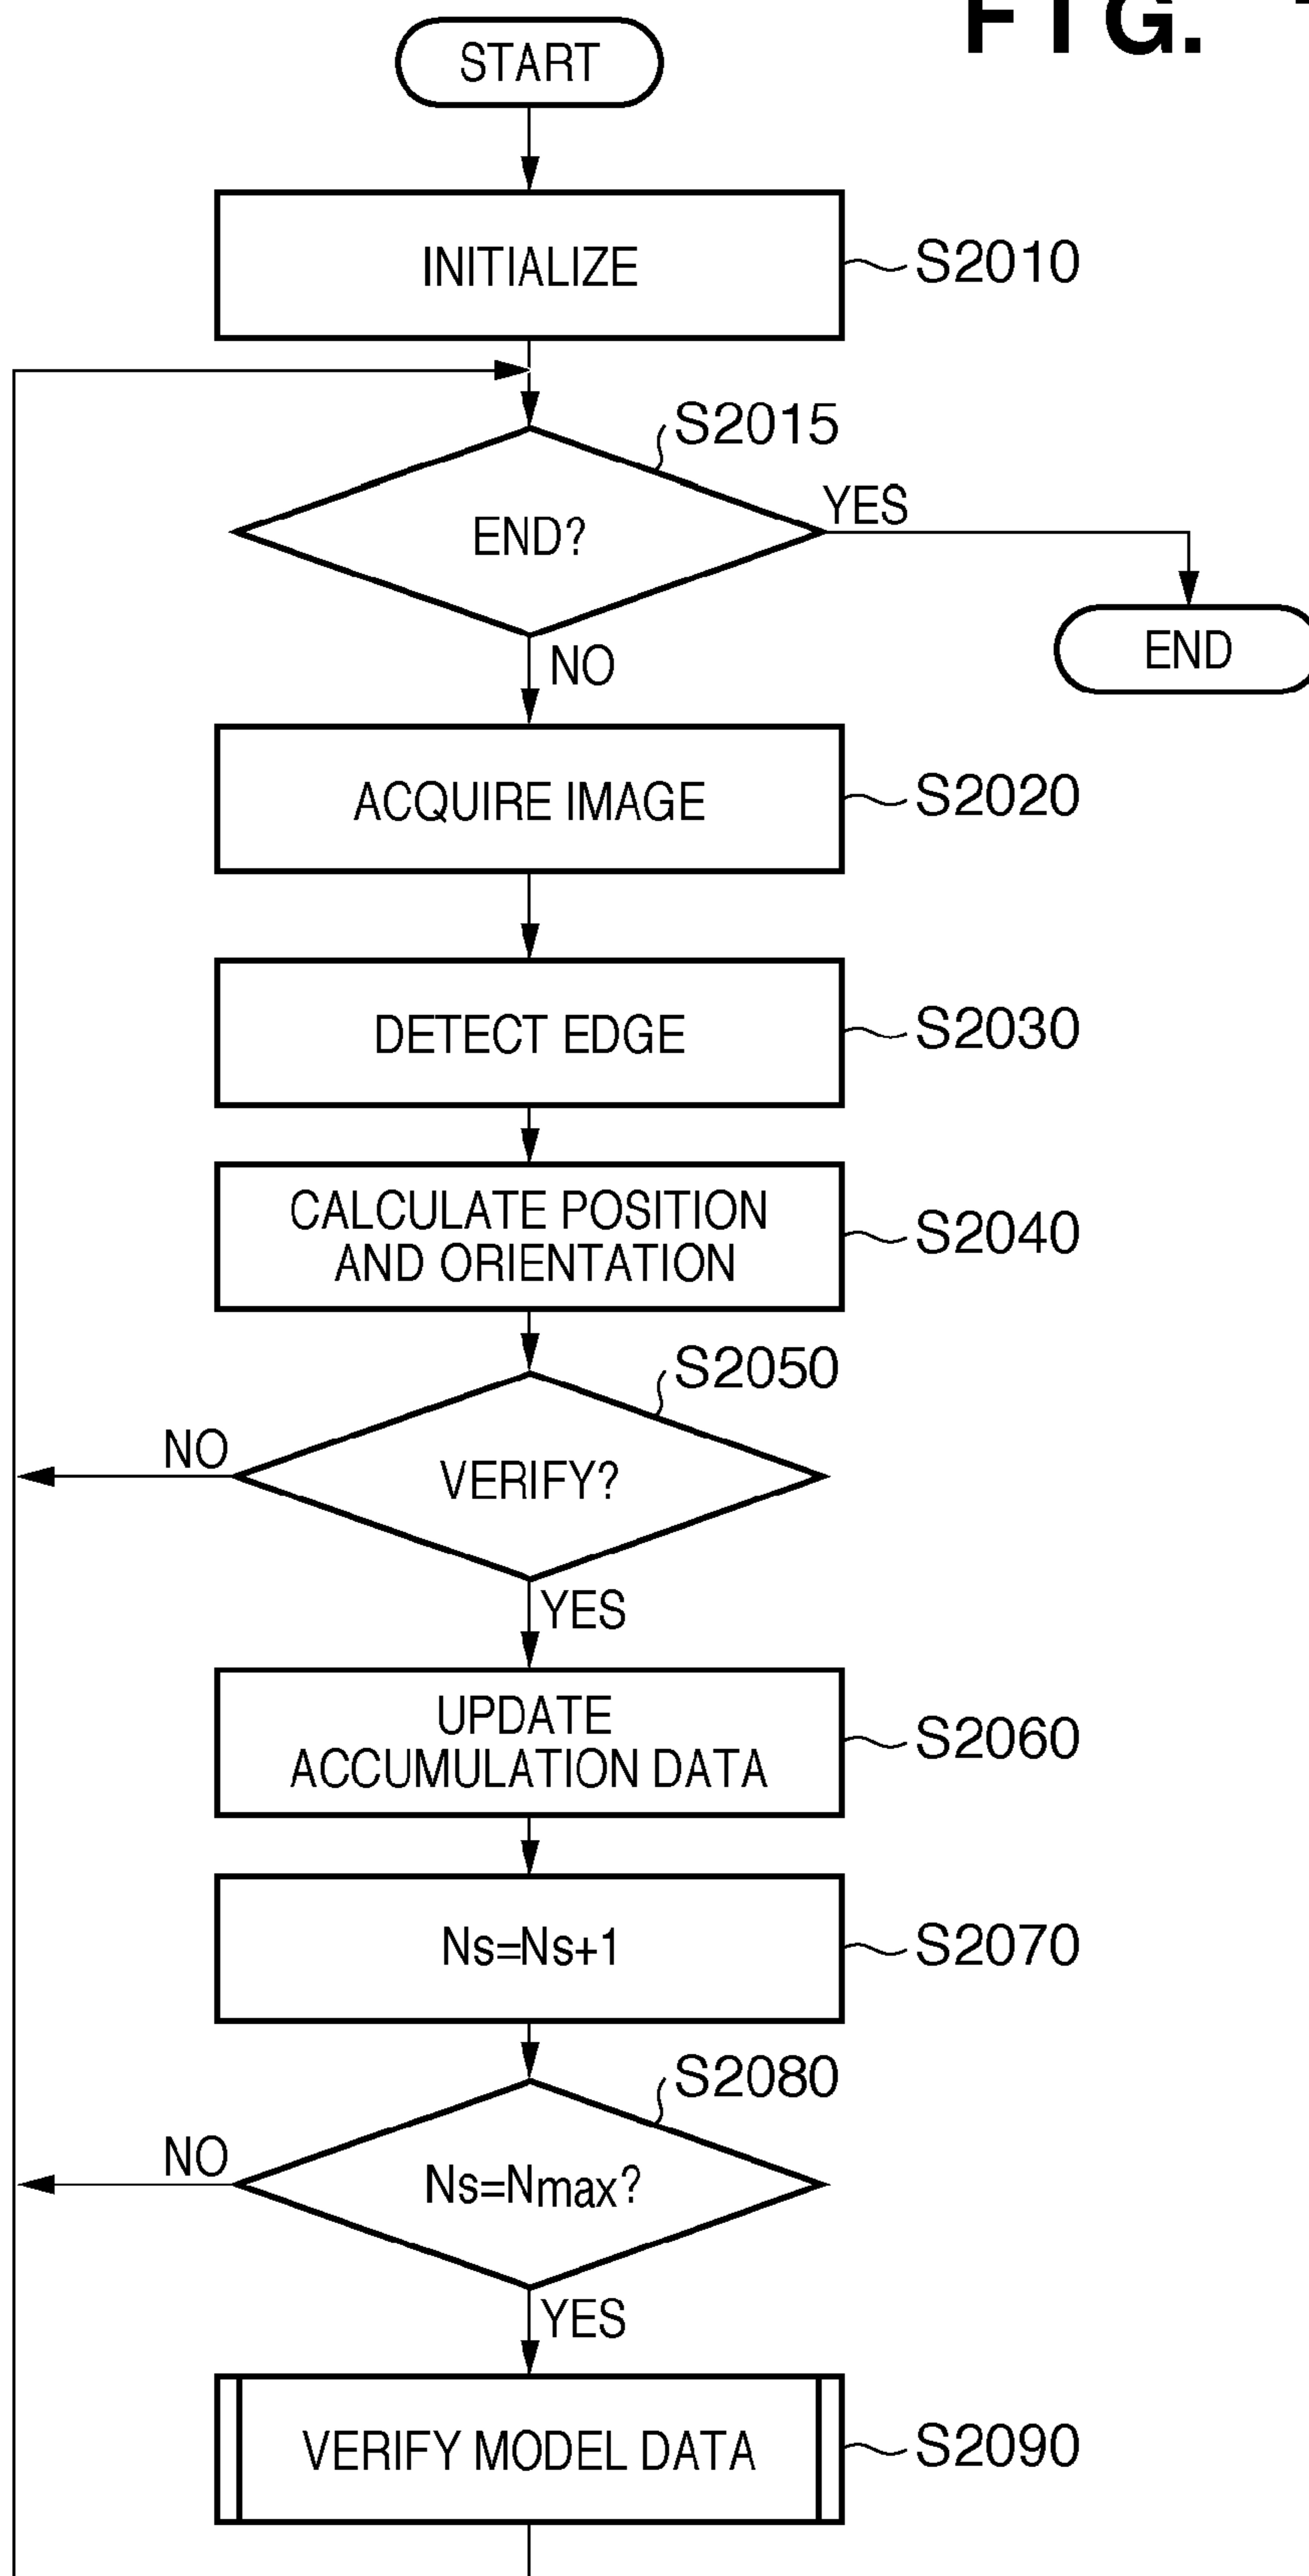 FIG.
START
INITIALIZE
S2010
S2015
END?
YES
END
NO
ACQUIRE IMAGE
S2020
DETECT EDGE
S2030
CALCULATE POSITION
AND ORIENTATION
S2040
S2050
VERIFY?
NO
YES
UPDATE
ACCUMULATION DATA
S2060
Ns=Ns+1
S2070
S2080
Ns=Nmax?
NO
YES
VERIFY MODEL DATA
S2090